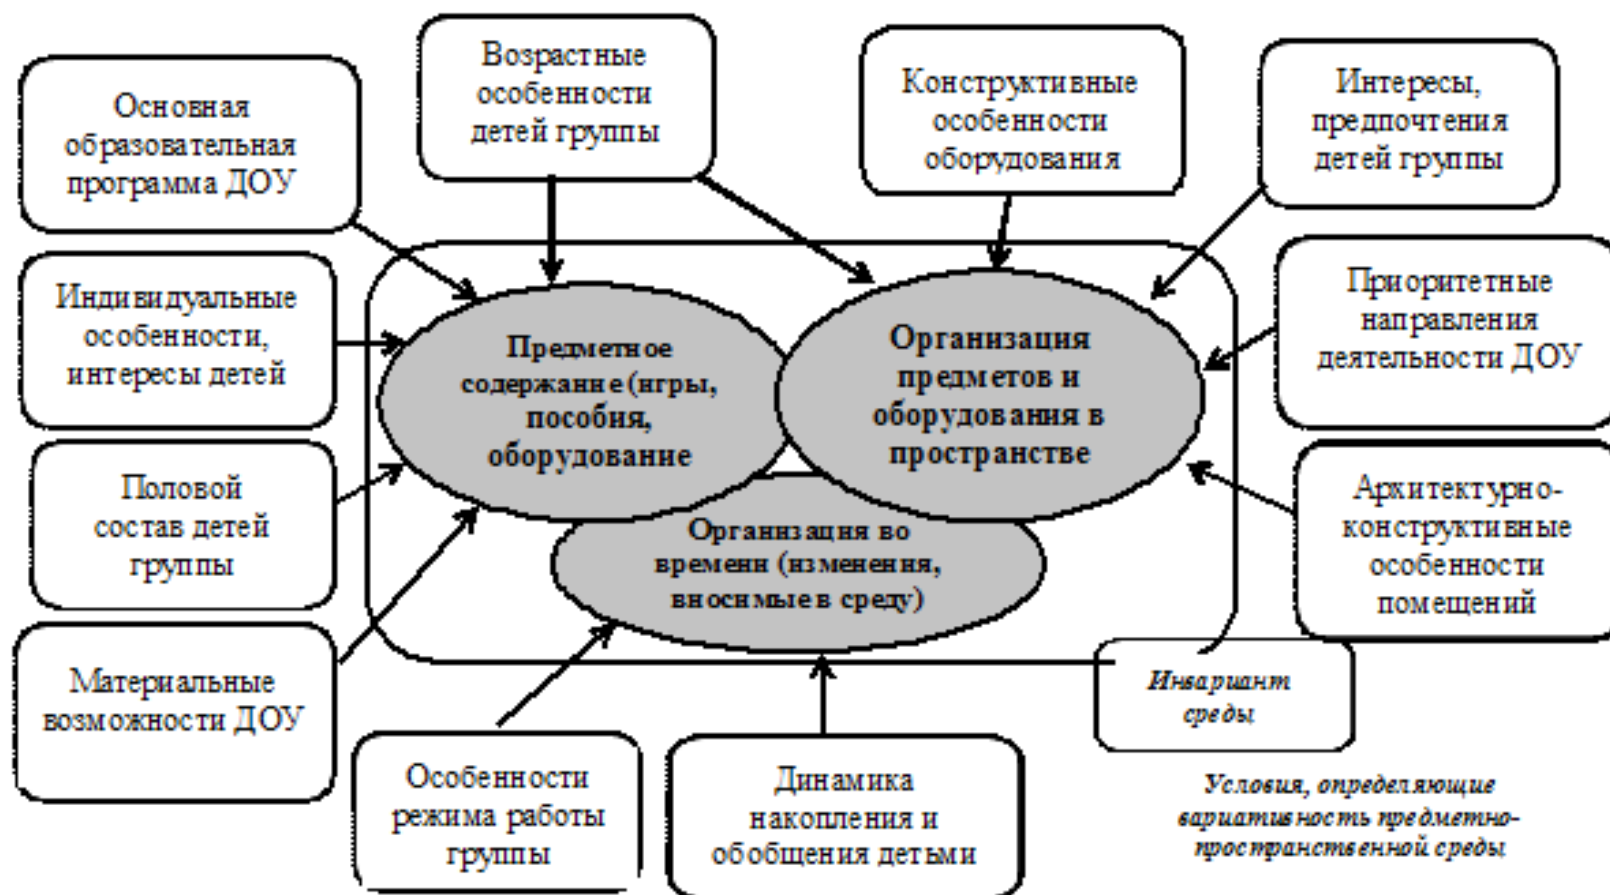 Основная
образовательная
программа ДОУ
Возрастные
особенности
детей группы
Конструктивные
особенности
оборудования
Интересы,
предпочтения
детей группы
Индивидуальные
особенности,
интересы детей
Предметное
содержание (игры,
пособия,
оборудование
Организация
предметов и
оборудования в
пространстве
Приоритетные
направления
деятельности ДОУ
Половой
состав детей
группы
Организация во
времени (изменения,
вносимые в среду)
Архитектурно-
конструктивные
особенности
помещений
Материальные
возможности ДОУ
Инвариант
среды
Особенности
режима работы
группы
Динамика
накопления и
обобщения детьми
Условия, определяющие
вариативность предметно-
пространственной среды